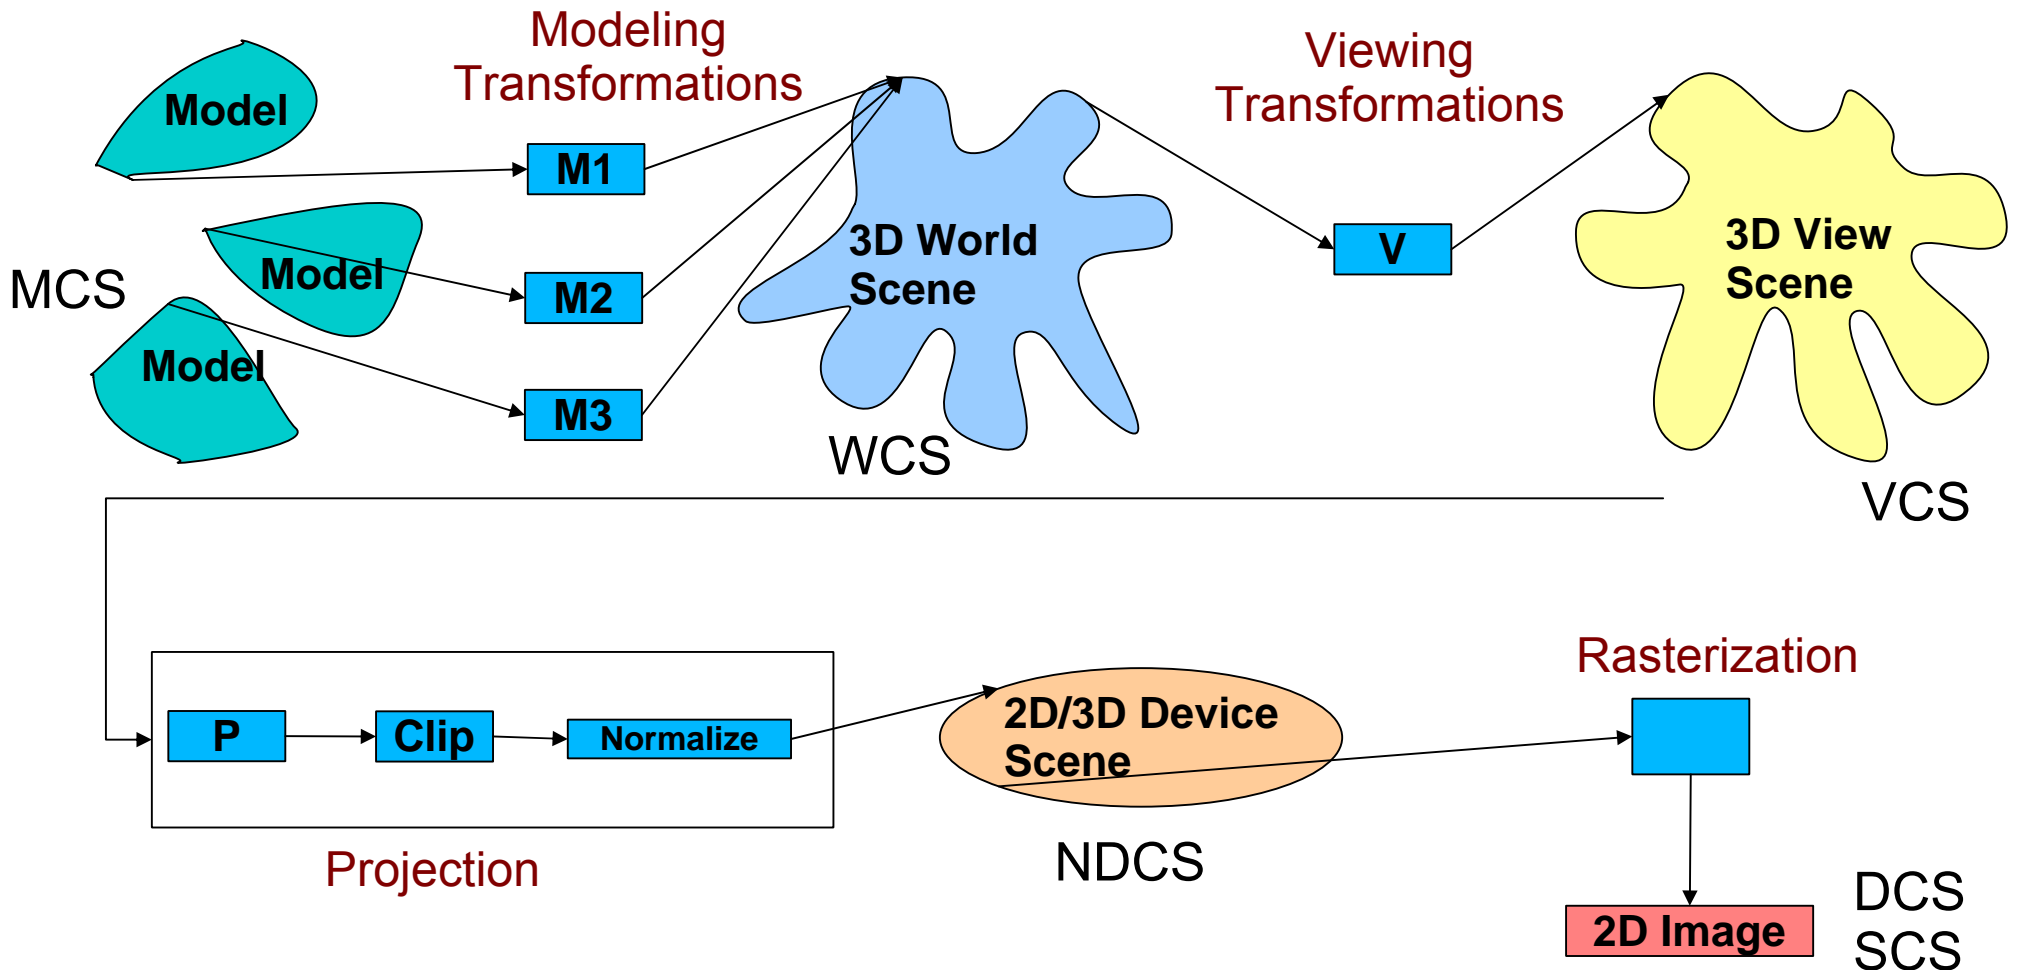 Modeling
Transformations
Viewing
Transformations
Model
M1
3D World
Scene
V
3D View
Scene
MCS
Model
M2
Model
M3
WCS
VCS
P
Clip
Normalize
Projection
2D/3D Device
Scene
NDCS
Rasterization
2D Image
DCS
SCS